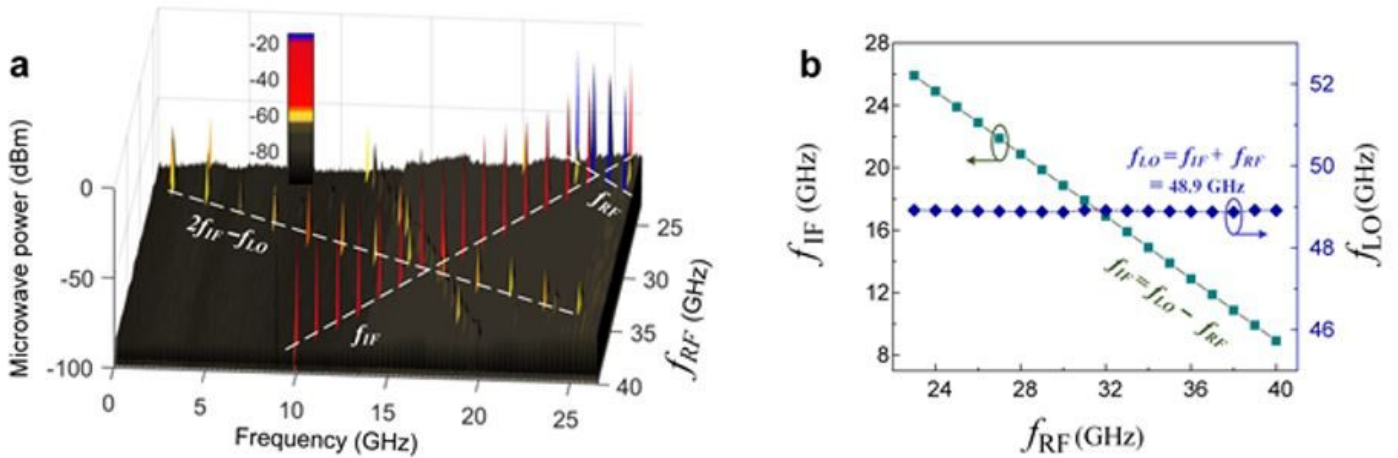 a
-20
-40
-60
-80
Microwave power (dBm)
0
-50
-100
2fIF-fLO
fIF
fRF
0
5
10
15
20
25
Frequency (GHz)
25
30
35
40
fRF (GHz)
b
28
24
20
16
12
8
fIF (GHz)
52
50
48
46
fLO(GHz)
fLO=fIF+ fRF
= 48.9 GHz
fIF=fLO- fRF
24
28
32
36
40
fRF(GHz)